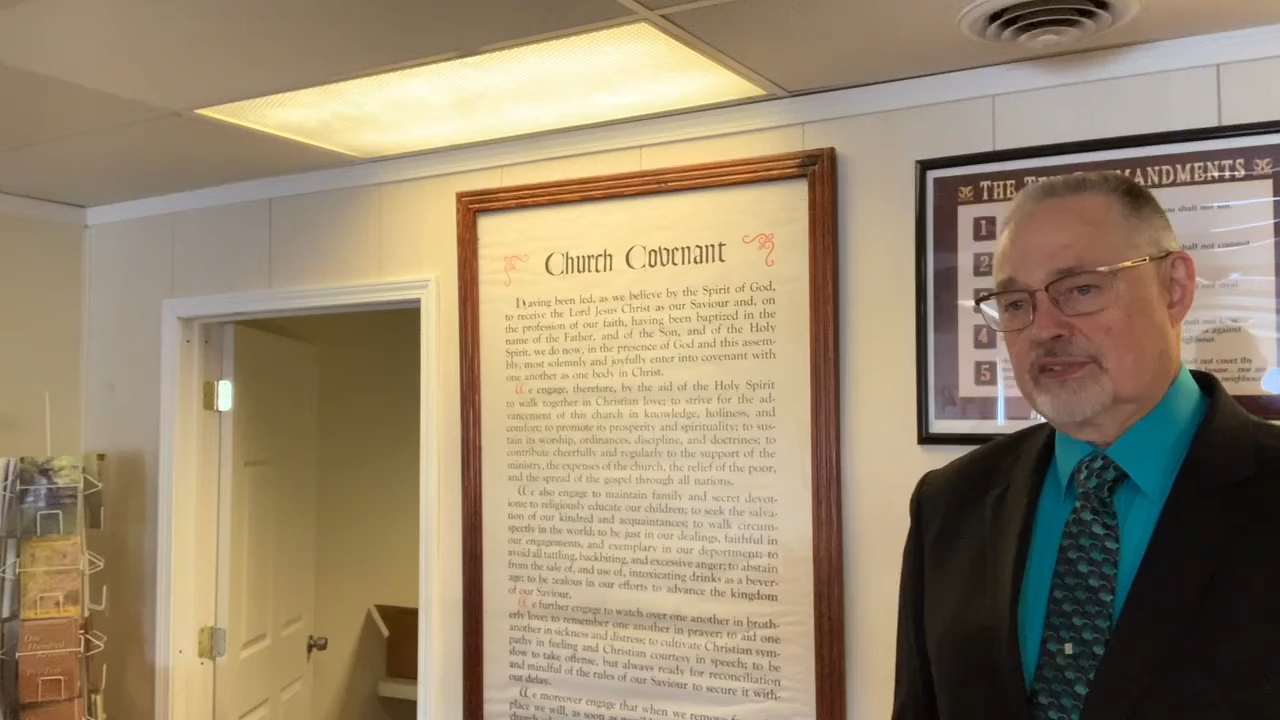 Church Covenant
Having been led, as we believe by the Spirit of God,
to receive the Lord Jesus Christ as our Saviour and, on
the profession of our faith, having been baptized in the
name of the Father, and of the Son, and of the Holy
Spirit, we do now, in the presence of God and this assem-
bly, most solemnly and joyfully enter into covenant with
one another as one body in Christ.
We engage, therefore, by the aid of the Holy Spirit
to walk together in Christian love; to strive for the ad-
vancement of this church in knowledge, holiness, and
comfort; to promote its prosperity and spirituality; to sus-
tain its worship, ordinances, discipline, and doctrines; to
contribute cheerfully and regularly to the support of the
ministry, the expenses of the church, the relief of the poor,
and the spread of the gospel through all nations.
We also engage to maintain family and secret devot-
ions; to religiously educate our children; to seek the salva-
tion of our kindred and acquaintances; to walk circum-
spectly in the world; to be just in our dealings, faithful in
our engagements, and exemplary in our deportment; to
avoid all tattling, backbiting, and excessive anger; to abstain
from the sale of, and use of, intoxicating drinks as a bever-
age; to be zealous in our efforts to advance the kingdom
of our Saviour.
We further engage to watch over one another in broth-
erly love; to remember one another in prayer; to aid one
another in sickness and distress; to cultivate Christian sym-
pathy in feeling and Christian courtesy in speech; to be
slow to take offense, but always ready for reconciliation
and mindful of the rules of our Saviour to secure it with-
out delay.
We moreover engage that when we remove
place we will, as soon as
THE TEN COMMANDMENTS
1
2
4
5
shall not kill.
shall not commit
not steal.
against
neighbour.
shall not covet thy
house...
neighbour
One
Hundred